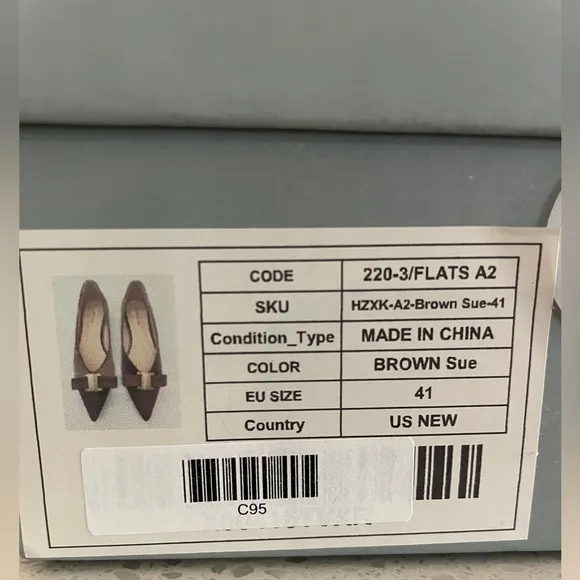 CODE 220-3/FLATS A2
SKU HZXK-A2-Brown Sue-41
Condition_Type MADE IN CHINA
COLOR BROWN Sue
EU SIZE 41
Country US NEW
C95